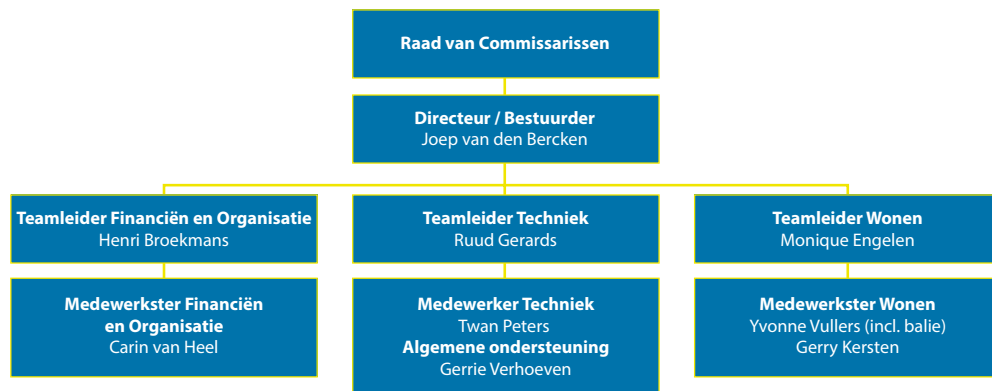 Raad van Commissarissen
Directeur / Bestuurder
Joep van den Bercken
Teamleider Financiën en Organisatie
Henri Broekmans
Teamleider Techniek
Ruud Gerards
Teamleider Wonen
Monique Engelen
Medewerkster Financiën
en Organisatie
Carin van Heel
Medewerker Techniek
Twan Peters
Algemene ondersteuning
Gerrie Verhoeven
Medewerkster Wonen
Yvonne Vullers (incl. balie)
Gerry Kersten